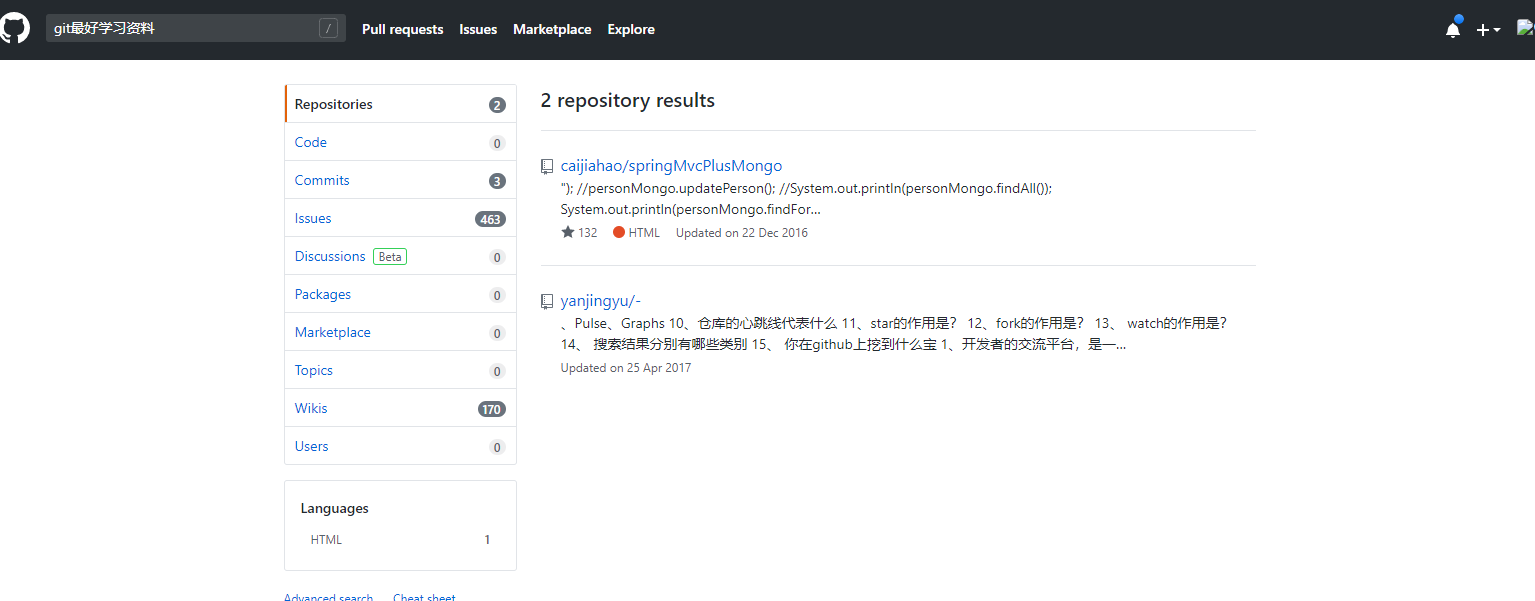 git最好学习资料 /
Pull requests Issues Marketplace Explore
Repositories 2
Code 0
Commits 3
Issues 463
Discussions Beta 0
Packages 0
Marketplace 0
Topics 0
Wikis 170
Users 0
Languages
HTML 1
Advanced search Cheat sheet
2 repository results
caijiahao/springMvcPlusMongo
"); //personMongo.updatePerson(); //System.out.println(personMongo.findAll());
System.out.println(personMongo.findFor...
132 HTML Updated on 22 Dec 2016
yanjingyu/-
、Pulse、Graphs 10、仓库的心跳线代表什么 11、star的作用是? 12、fork的作用是? 13、 watch的作用是?
14、 搜索结果分别有哪些类别 15、 你在github上挖到什么宝 1、开发者的交流平台，是一...
Updated on 25 Apr 2017